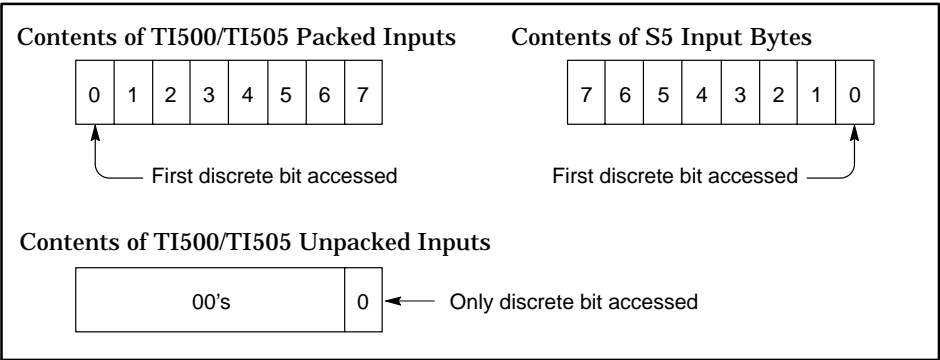 Contents of TI500/TI505 Packed Inputs
0 1 2 3 4 5 6 7
First discrete bit accessed
Contents of S5 Input Bytes
7 6 5 4 3 2 1 0
First discrete bit accessed
Contents of TI500/TI505 Unpacked Inputs
00's 0 Only discrete bit accessed